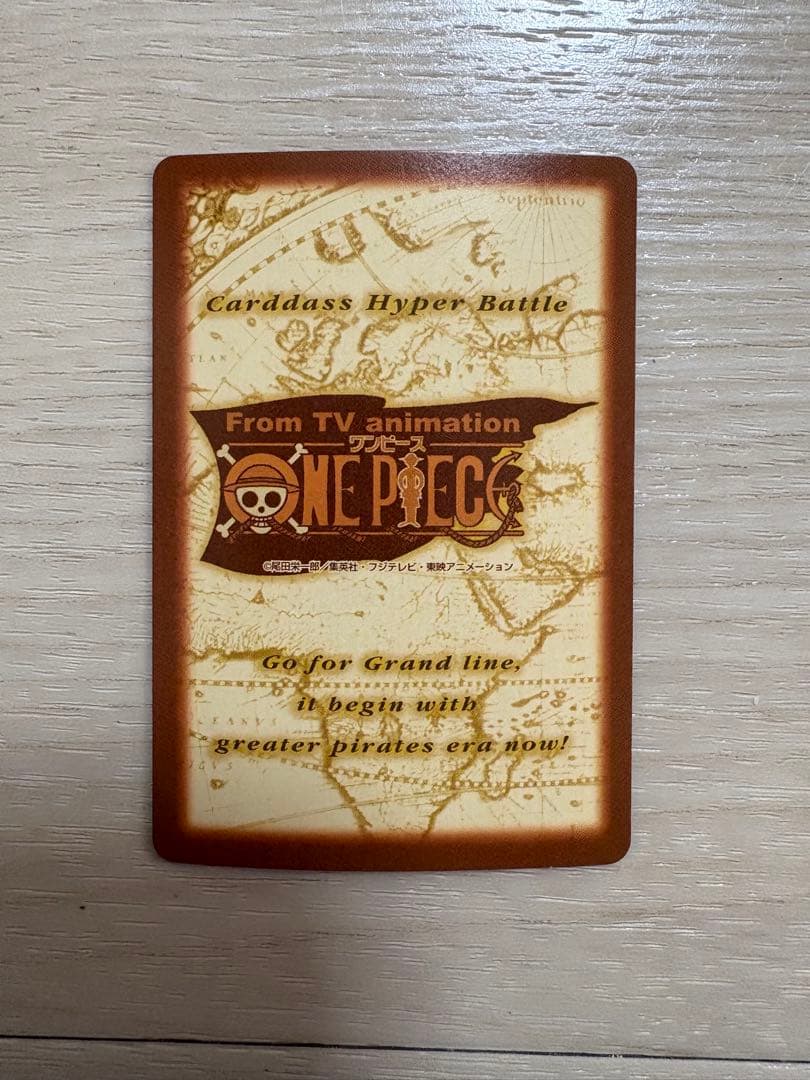 Septentrio
Carddass Hyper Battle
From TV animation
ワンピース
ONE PIECE
©尾田栄一郎／集英社・フジテレビ・東映アニメーション
Go for Grand line,
it begin with
greater pirates era now!